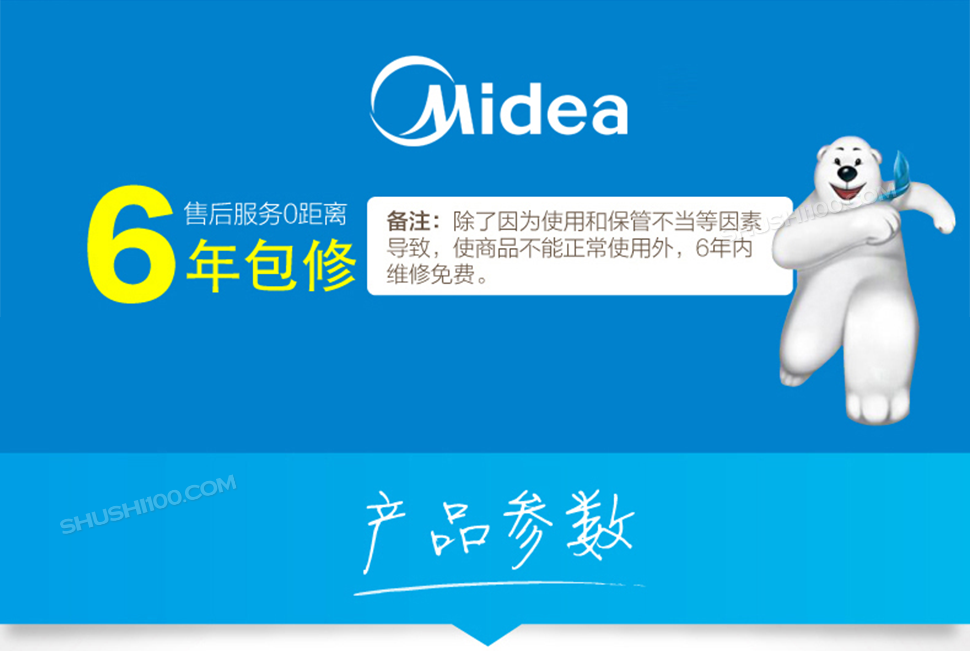 Midea
售后服务0距离
6年包修
备注：除了因为使用和保管不当等因素
导致，使商品不能正常使用外，6年内
维修免费。
SHUSHI100.COM
SHUSHI100.COM
产品参数